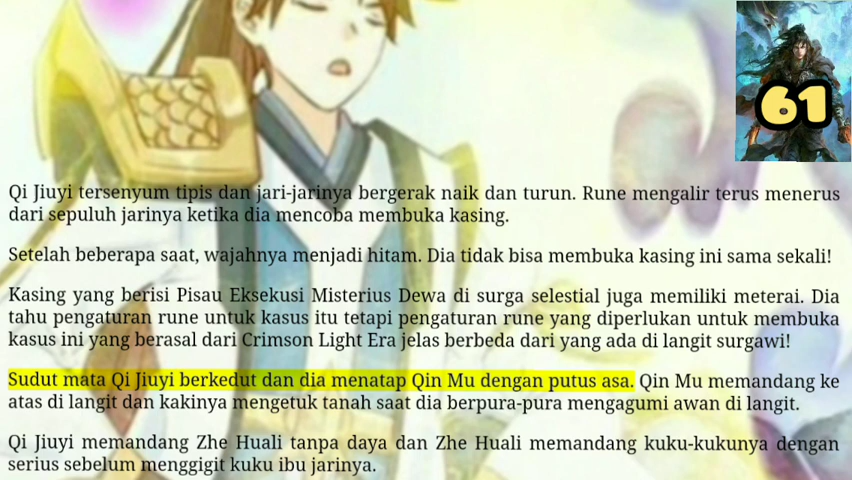 61
Qi Jiuyi tersenyum tipis dan jari-jarinya bergerak naik dan turun. Rune mengalir terus menerus
dari sepuluh jarinya ketika dia mencoba membuka kasing.
Setelah beberapa saat, wajahnya menjadi hitam. Dia tidak bisa membuka kasing ini sama sekali!
Kasing yang berisi Pisau Eksekusi Misterius Dewa di surga selestial juga memiliki meterai. Dia
tahu pengaturan rune untuk kasus itu tetapi pengaturan rune yang diperlukan untuk membuka
kasus ini yang berasal dari Crimson Light Era jelas berbeda dari yang ada di langit surgawi!
Sudut mata Qi Jiuyi berkedut dan dia menatap Qin Mu dengan putus asa. Qin Mu memandang ke
atas di langit dan kakinya mengetuk tanah saat dia berpura-pura mengagumi awan di langit.
Qi Jiuyi memandang Zhe Huali tanpa daya dan Zhe Huali memandang kuku-kukunya dengan
serius sebelum menggigit kuku ibu jarinya.